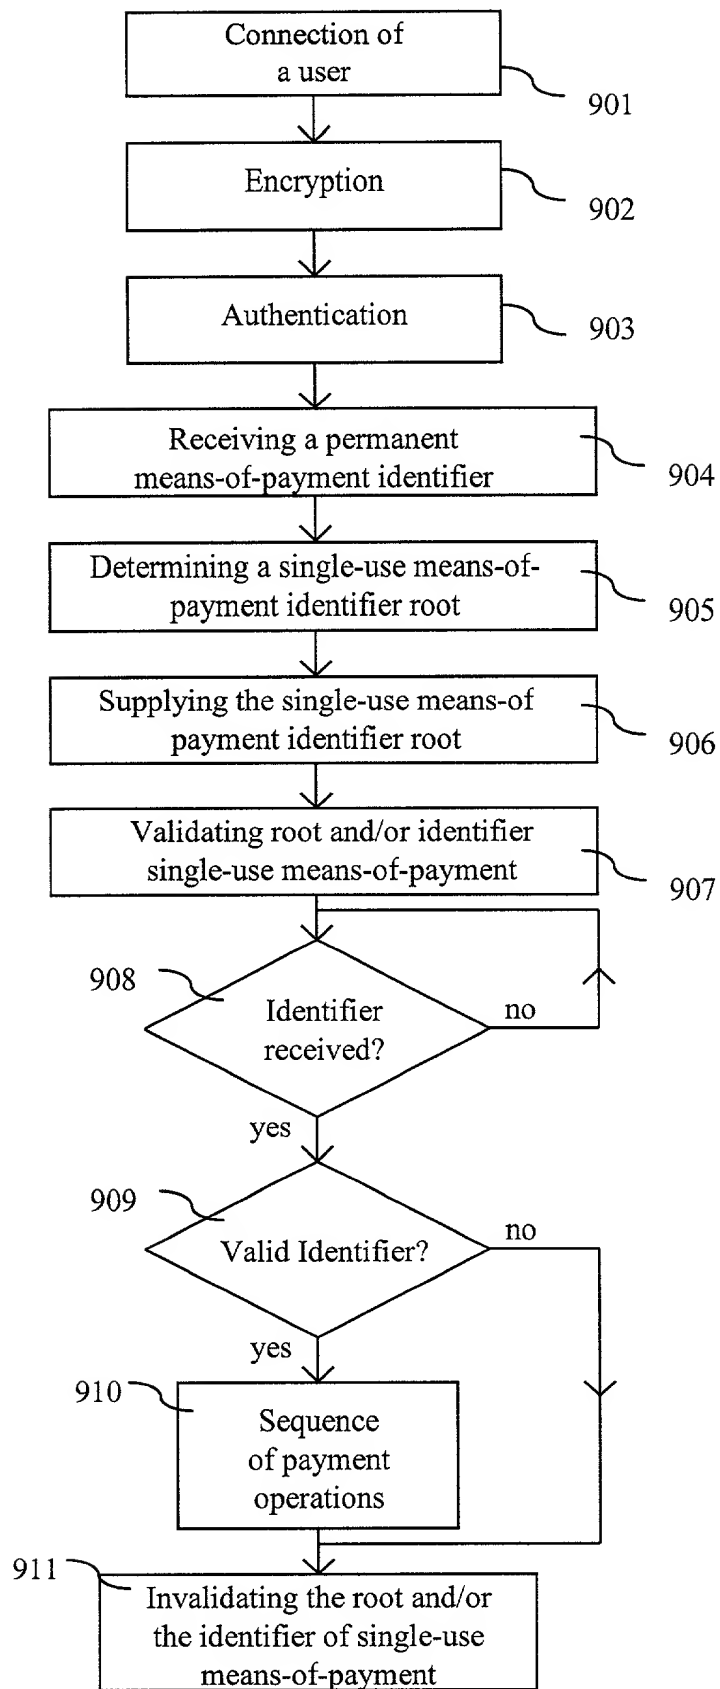 Connection of
a user
901
Encryption
902
Authentication
903
Receiving a permanent
means-of-payment identifier
904
Determining a single-use means-of-
payment identifier root
905
Supplying the single-use means-of
payment identifier root
906
Validating root and/or identifier
single-use means-of-payment
907
908
Identifier
received?
no
yes
909
Valid Identifier?
no
yes
910
Sequence
of payment
operations
911
Invalidating the root and/or
the identifier of single-use
means-of-payment